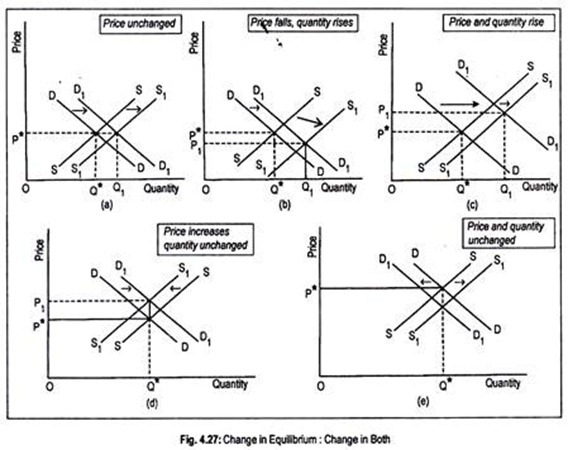 Price unchanged
Price
D
D1
S
S1
P*
S
S1
D
D1
O
Q*
Q1
Quantity
(a)
Price falls, quantity rises
Price
D
D1
S
S1
P*
P1
S
S1
D
D1
O
Q*
Q1
Quantity
(b)
Price and quantity rise
Price
D1
D
S
S1
P1
P*
S
S1
D
D1
O
Q*
Q1
Quantity
(c)
Price increases
quantity unchanged
Price
D
D1
S1
S
P1
P*
S1
S
D
D1
O
Q*
Quantity
(d)
Price and quantity
unchanged
Price
D1
D
S
S1
P*
S
S1
D1
D
O
Q*
Quantity
(e)
Fig. 4.27: Change in Equilibrium : Change in Both